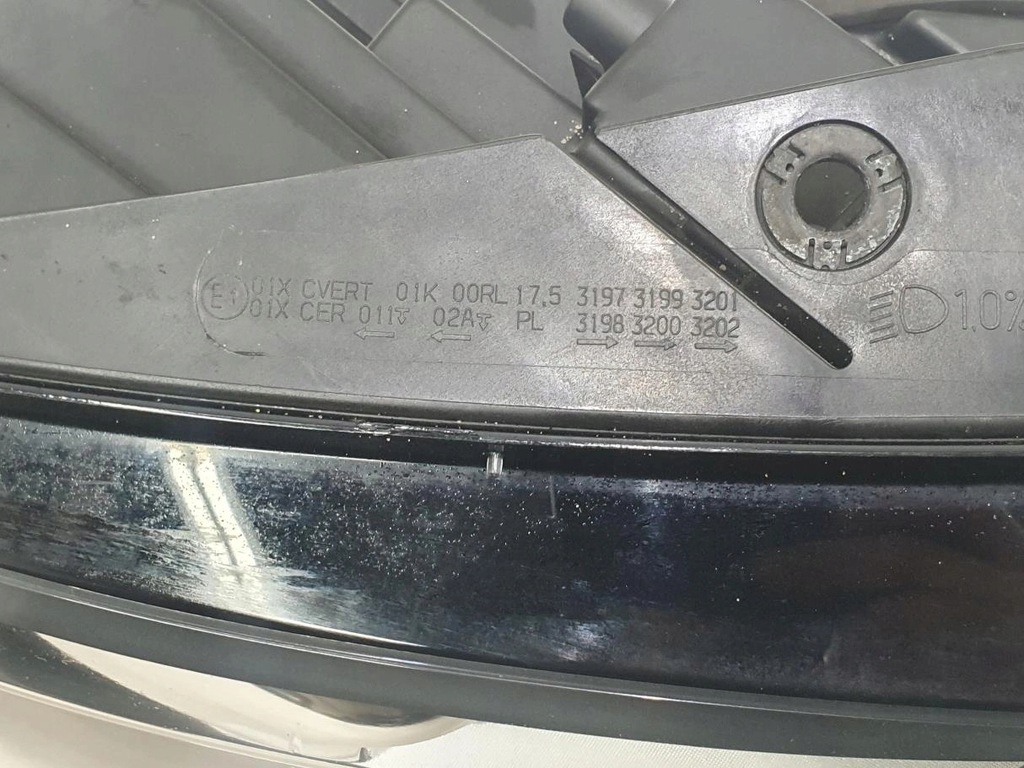 E1
01X CVERT 01K 00RL 17.5 3197 3199 3201
01X CER 011 02A PL 3198 3200 3202
1.0%